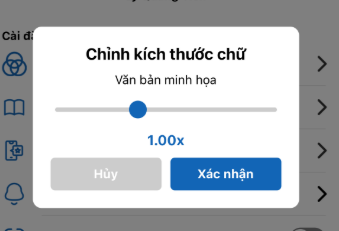 Cài đ
Chỉnh kích thước chữ
Văn bản minh họa
1.00x
Hủy
Xác nhận